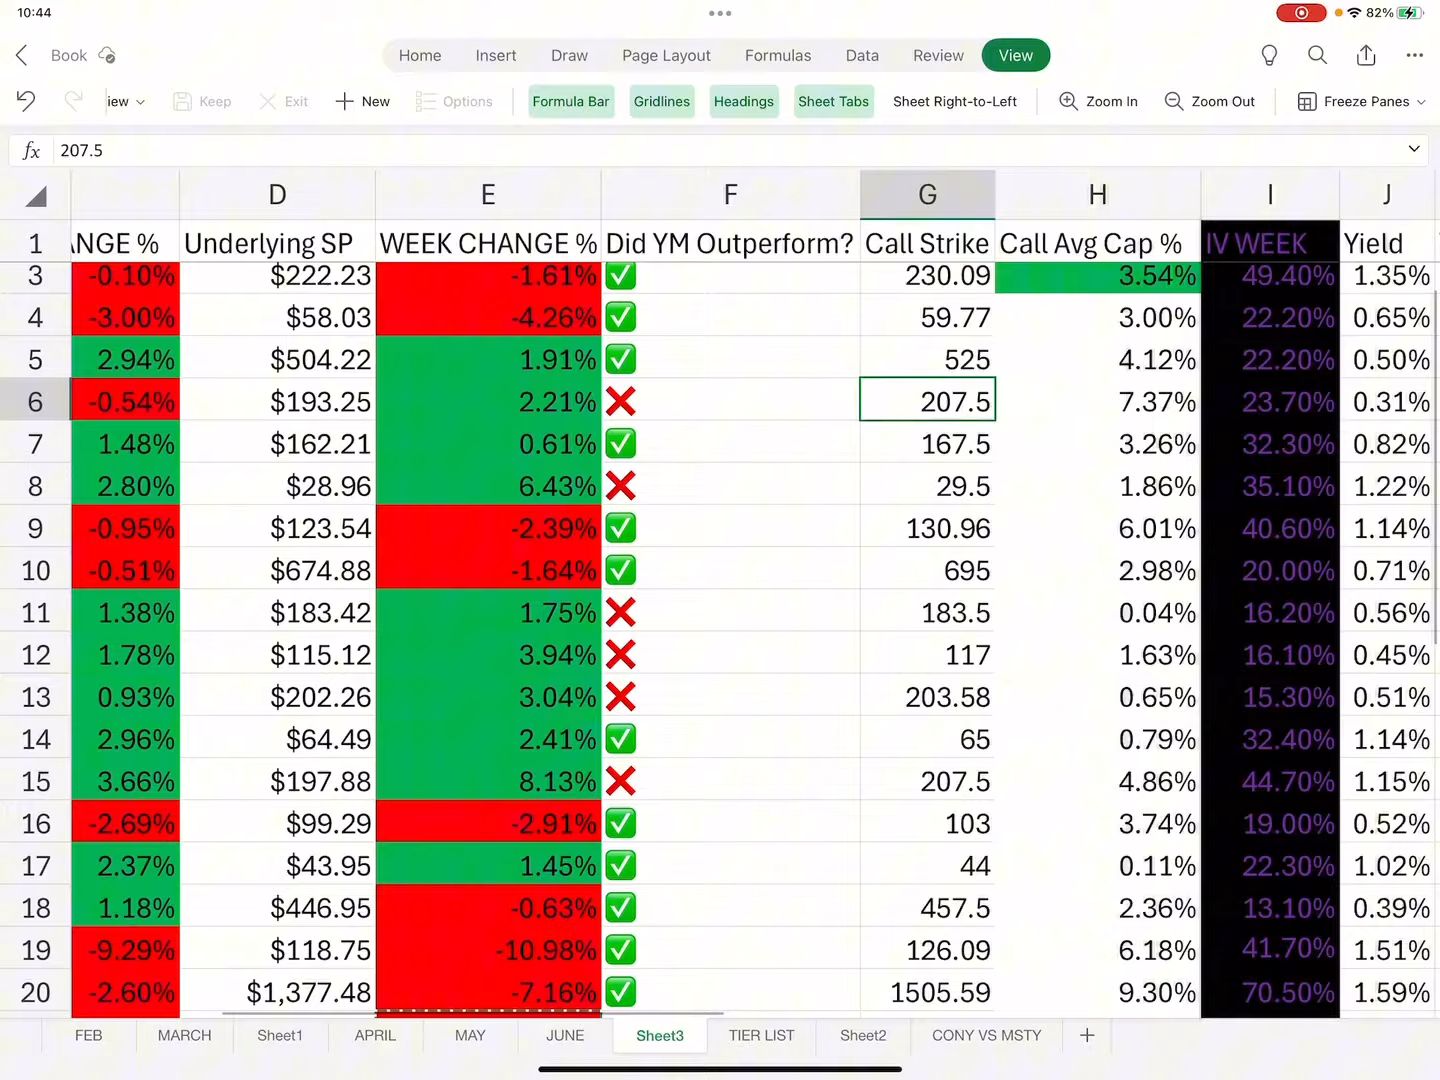 10:44
82%
Book
Home Insert Draw Page Layout Formulas Data Review View
iew Keep Exit New Options Formula Bar Gridlines Headings Sheet Tabs Sheet Right-to-Left Zoom In Zoom Out Freeze Panes
fx 207.5
D E F G H I J
1 ANGE % Underlying SP WEEK CHANGE % Did YM Outperform? Call Strike Call Avg Cap % IV WEEK Yield
3 -0.10% $222.23 -1.61% ✅ 230.09 3.54% 49.40% 1.35%
4 -3.00% $58.03 -4.26% ✅ 59.77 3.00% 22.20% 0.65%
5 2.94% $504.22 1.91% ✅ 525 4.12% 22.20% 0.50%
6 -0.54% $193.25 2.21% ❌ 207.5 7.37% 23.70% 0.31%
7 1.48% $162.21 0.61% ✅ 167.5 3.26% 32.30% 0.82%
8 2.80% $28.96 6.43% ❌ 29.5 1.86% 35.10% 1.22%
9 -0.95% $123.54 -2.39% ✅ 130.96 6.01% 40.60% 1.14%
10 -0.51% $674.88 -1.64% ✅ 695 2.98% 20.00% 0.71%
11 1.38% $183.42 1.75% ❌ 183.5 0.04% 16.20% 0.56%
12 1.78% $115.12 3.94% ❌ 117 1.63% 16.10% 0.45%
13 0.93% $202.26 3.04% ❌ 203.58 0.65% 15.30% 0.51%
14 2.96% $64.49 2.41% ✅ 65 0.79% 32.40% 1.14%
15 3.66% $197.88 8.13% ❌ 207.5 4.86% 44.70% 1.15%
16 -2.69% $99.29 -2.91% ✅ 103 3.74% 19.00% 0.52%
17 2.37% $43.95 1.45% ✅ 44 0.11% 22.30% 1.02%
18 1.18% $446.95 -0.63% ✅ 457.5 2.36% 13.10% 0.39%
19 -9.29% $118.75 -10.98% ✅ 126.09 6.18% 41.70% 1.51%
20 -2.60% $1,377.48 -7.16% ✅ 1505.59 9.30% 70.50% 1.59%
FEB MARCH Sheet1 APRIL MAY JUNE Sheet3 TIER LIST Sheet2 CONY VS MSTY +